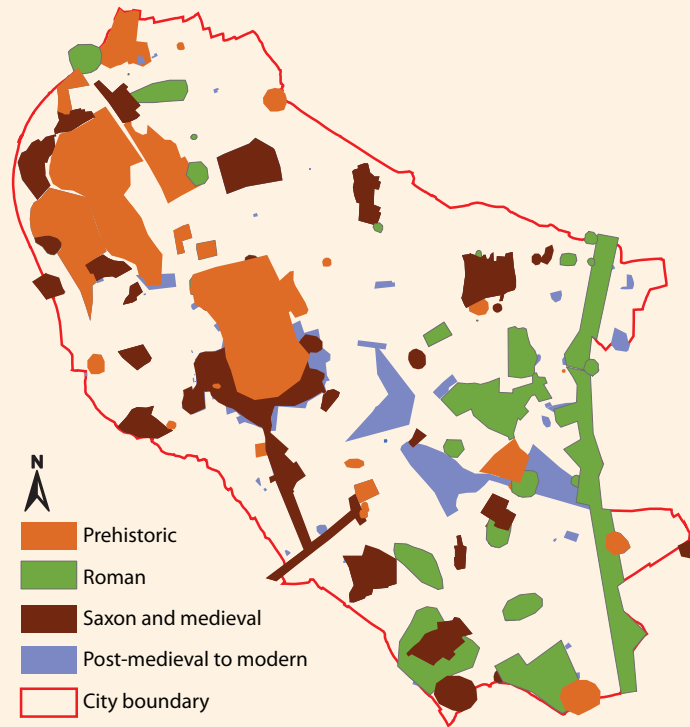 N
Prehistoric
Roman
Saxon and medieval
Post-medieval to modern
City boundary